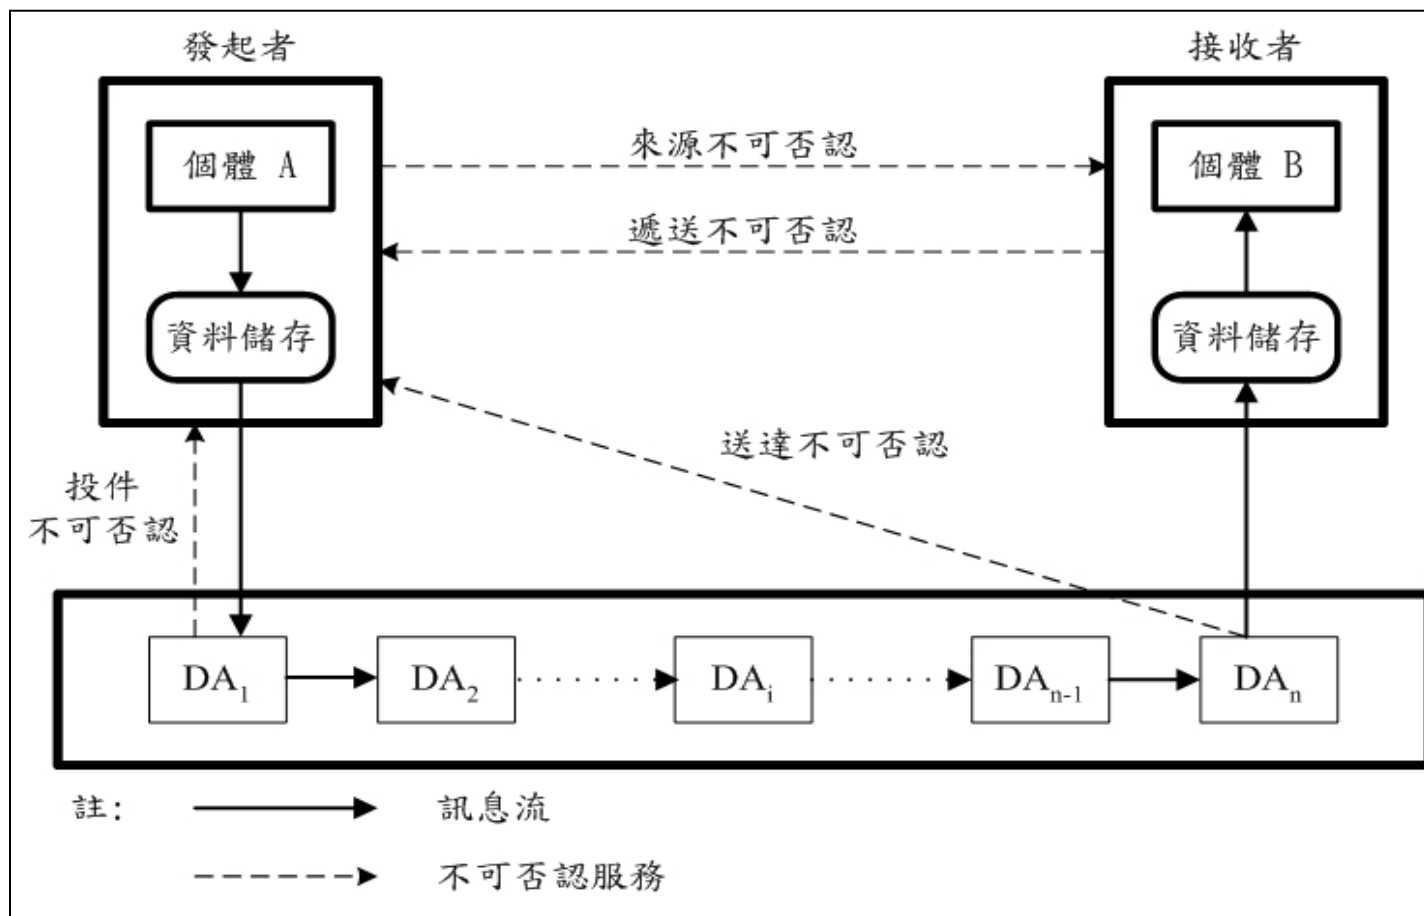 發起者
接收者
個體 A
來源不可否認
個體 B
遞送不可否認
資料儲存
資料儲存
送達不可否認
投件
不可否認
DA₁
DA₂
DAᵢ
DAₙ₋₁
DAₙ
註:
訊息流
不可否認服務